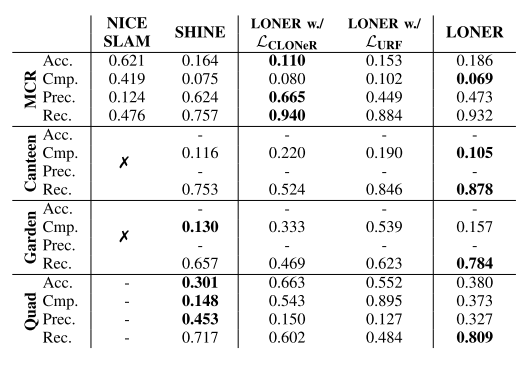 NICE SLAM SHINE LONER w./ L_CLONeR LONER w./ L_URF LONER
MCR
Acc. 0.621 0.164 0.110 0.153 0.186
Cmp. 0.419 0.075 0.080 0.102 0.069
Prec. 0.124 0.624 0.665 0.449 0.473
Rec. 0.476 0.757 0.940 0.884 0.932
Canteen ✗
Acc. - - - -
Cmp. 0.116 0.220 0.190 0.105
Prec. - - - -
Rec. 0.753 0.524 0.846 0.878
Garden ✗
Acc. - - - -
Cmp. 0.130 0.333 0.539 0.157
Prec. - - - -
Rec. 0.657 0.469 0.623 0.784
Quad
Acc. - 0.301 0.663 0.552 0.380
Cmp. - 0.148 0.543 0.895 0.373
Prec. - 0.453 0.150 0.127 0.327
Rec. - 0.717 0.602 0.484 0.809